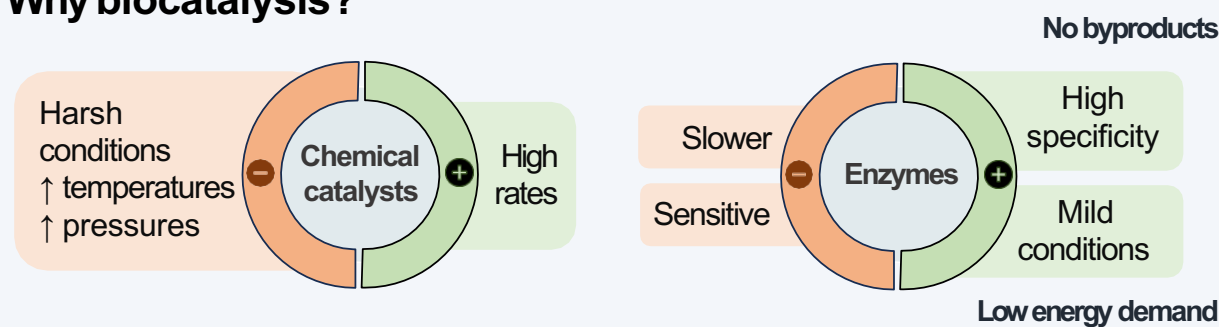 Why biocatalysis?
Harsh
conditions
↑ temperatures
↑ pressures
Chemical
catalysts
High
rates
No byproducts
Slower
Sensitive
Enzymes
High
specificity
Mild
conditions
Low energy demand